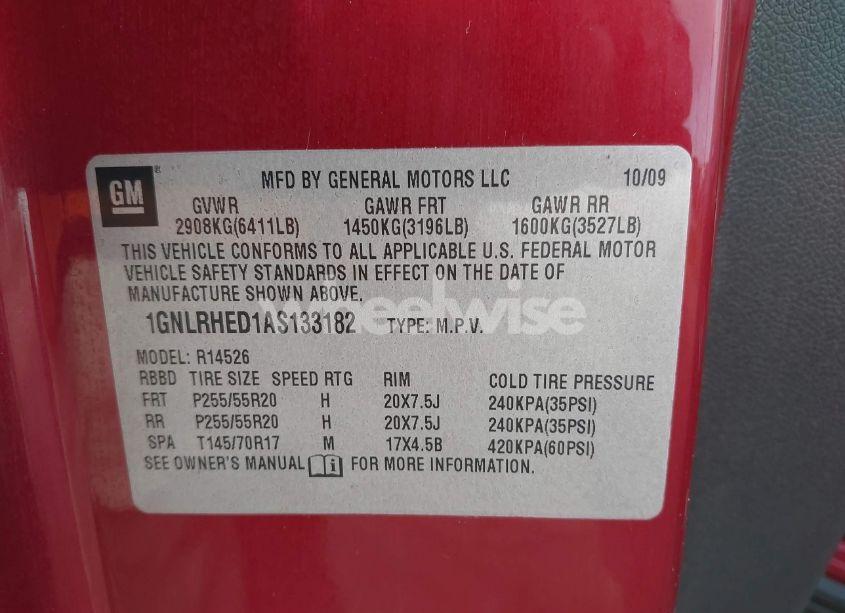 GM
MFD BY GENERAL MOTORS LLC 10/09
GVWR GAWR FRT GAWR RR
2908KG(6411LB) 1450KG(3196LB) 1600KG(3527LB)
THIS VEHICLE CONFORMS TO ALL APPLICABLE U.S. FEDERAL MOTOR
VEHICLE SAFETY STANDARDS IN EFFECT ON THE DATE OF
MANUFACTURE SHOWN ABOVE.
wheelwise
1GNLRHED1AS133182 TYPE: M.P.V.
MODEL: R14526
RBBD TIRE SIZE SPEED RTG RIM COLD TIRE PRESSURE
FRT P255/55R20 H 20X7.5J 240KPA(35PSI)
RR P255/55R20 H 20X7.5J 240KPA(35PSI)
SPA T145/70R17 M 17X4.5B 420KPA(60PSI)
SEE OWNER'S MANUAL i FOR MORE INFORMATION.